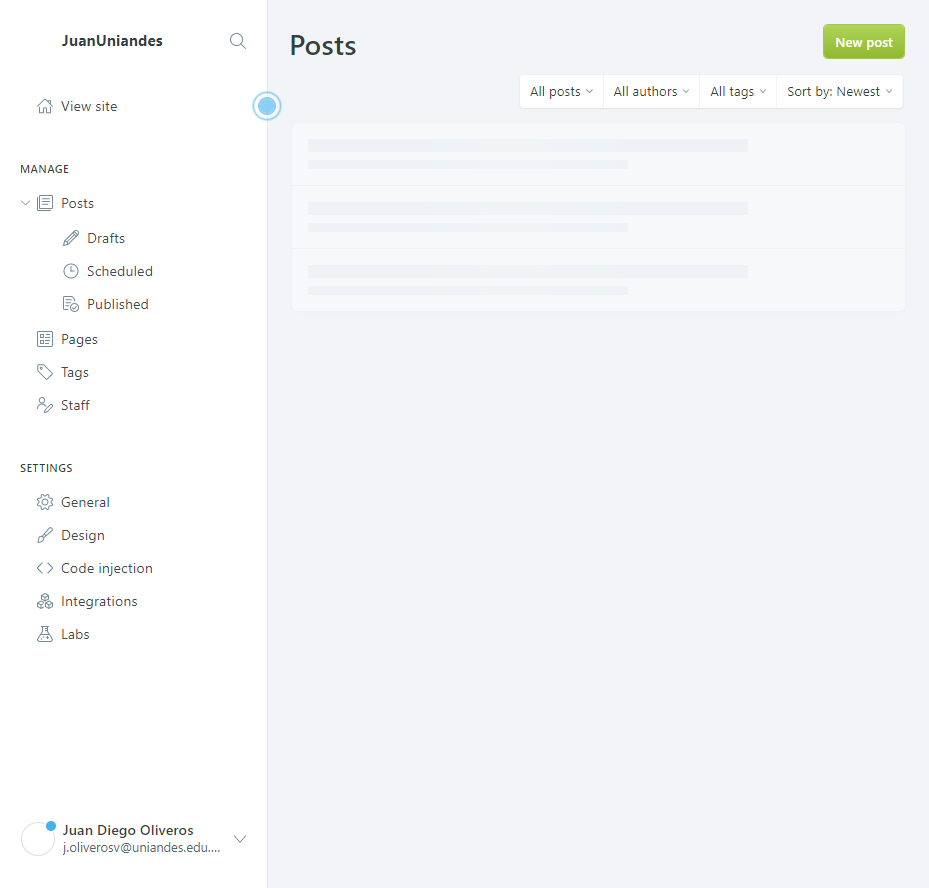 JuanUniandes
View site
MANAGE
Posts
Drafts
Scheduled
Published
Pages
Tags
Staff
SETTINGS
General
Design
Code injection
Integrations
Labs
Juan Diego Oliveros
j.oliverosv@uniandes.edu....
Posts
New post
All posts All authors All tags Sort by: Newest